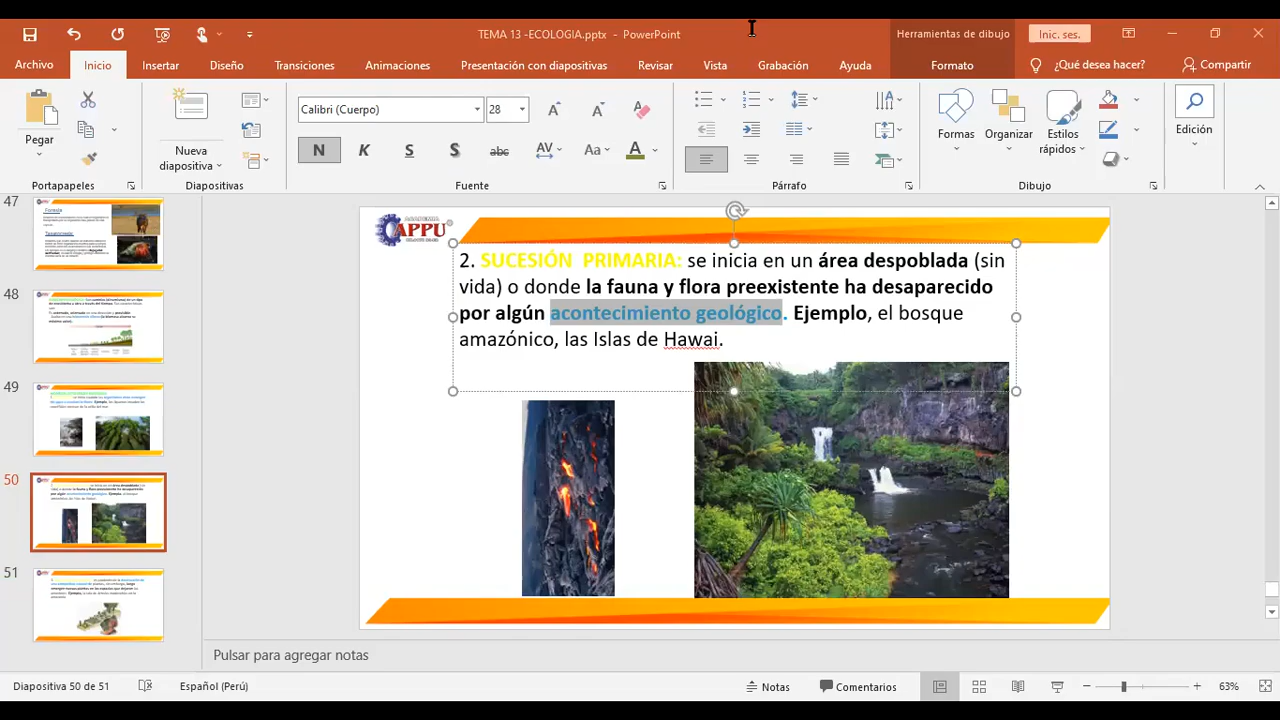 TEMA 13 -ECOLOGIA.pptx - PowerPoint
Herramientas de dibujo
Inic. ses.
Archivo Inicio Insertar Diseño Transiciones Animaciones Presentación con diapositivas Revisar Vista Grabación Ayuda Formato ¿Qué desea hacer? Compartir
Pegar
Nueva
diapositiva
Calibri (Cuerpo) 28
N K S S abc AV Aa A
Formas Organizar Estilos
rápidos
Edición
Portapapeles Diapositivas Fuente Párrafo Dibujo
47
48
49
50
51
ACADEMIA
APPU
2. SUCESIÓN PRIMARIA: se inicia en un área despoblada (sin
vida) o donde la fauna y flora preexistente ha desaparecido
por algún acontecimiento geológico. Ejemplo, el bosque
amazónico, las Islas de Hawai.
Pulsar para agregar notas
Diapositiva 50 de 51 Español (Perú) Notas Comentarios 63%